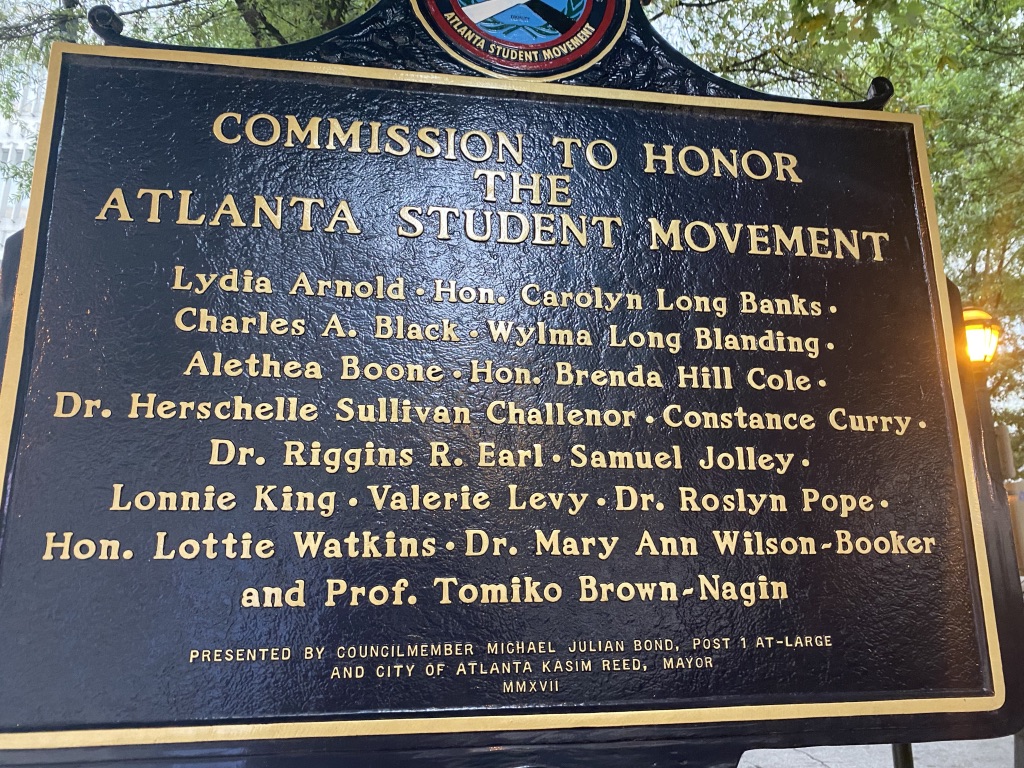 ATLANTA STUDENT MOVEMENT
COMMISSION TO HONOR
THE
ATLANTA STUDENT MOVEMENT
Lydia Arnold · Hon. Carolyn Long Banks ·
Charles A. Black · Wylma Long Blanding ·
Alethea Boone · Hon. Brenda Hill Cole ·
Dr. Herschelle Sullivan Challenor · Constance Curry ·
Dr. Riggins R. Earl · Samuel Jolley ·
Lonnie King · Valerie Levy · Dr. Roslyn Pope ·
Hon. Lottie Watkins · Dr. Mary Ann Wilson-Booker
and Prof. Tomiko Brown-Nagin
PRESENTED BY COUNCILMEMBER MICHAEL JULIAN BOND, POST 1 AT-LARGE
AND CITY OF ATLANTA KASIM REED, MAYOR
MMXVII